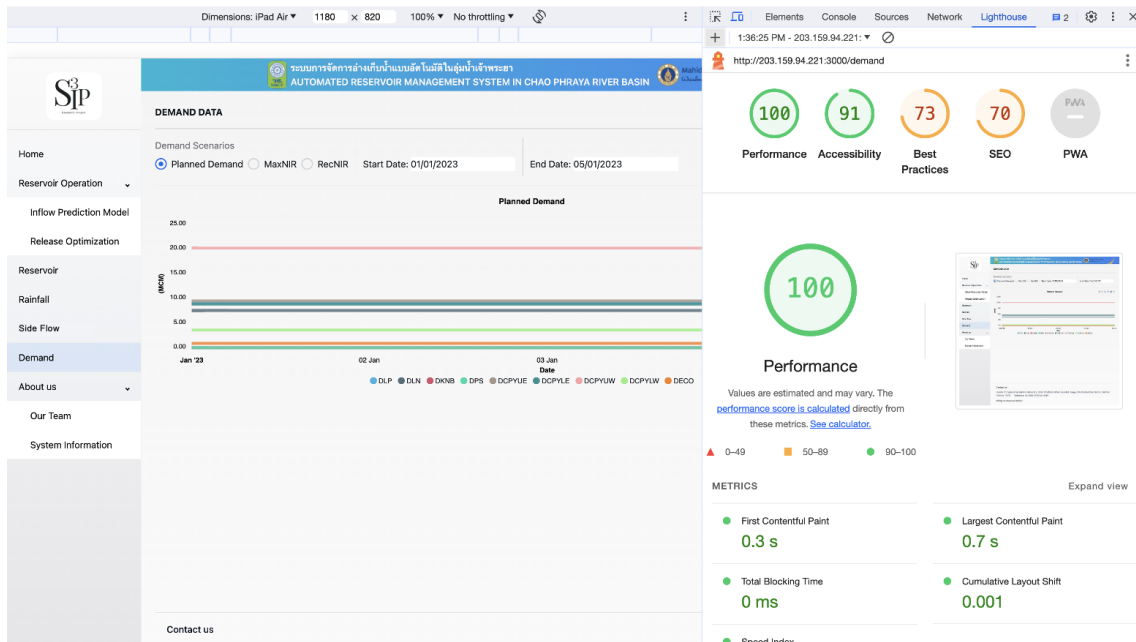 Dimensions: iPad Air ▼ 1180 × 820 100% ▼ No throttling ▼
Elements Console Sources Network Lighthouse 2
1:36:25 PM - 203.159.94.221: ▼
http://203.159.94.221:3000/demand
S3IP
ระบบการจัดการอ่างเก็บน้ำแบบอัตโนมัติในลุ่มน้ำเจ้าพระยา
AUTOMATED RESERVOIR MANAGEMENT SYSTEM IN CHAO PHRAYA RIVER BASIN
Home
Reservoir Operation
Inflow Prediction Model
Release Optimization
Reservoir
Rainfall
Side Flow
Demand
About us
Our Team
System Information
DEMAND DATA
Demand Scenarios
Planned Demand MaxNIR RecNIR Start Date: 01/01/2023 End Date: 05/01/2023
Planned Demand
25.00
20.00
15.00
10.00
5.00
0.00
(MCM)
Jan '23 02 Jan 03 Jan
Date
DLP DLN DKNB DPS DCPYUE DCPYLE DCPYUW DCPYLW DECO
Contact us
100 91 73 70 PWA
Performance Accessibility Best Practices SEO PWA
100
Performance
Values are estimated and may vary. The
performance score is calculated directly from
these metrics. See calculator.
0–49 50–89 90–100
METRICS Expand view
First Contentful Paint
0.3 s
Largest Contentful Paint
0.7 s
Total Blocking Time
0 ms
Cumulative Layout Shift
0.001
Speed Index